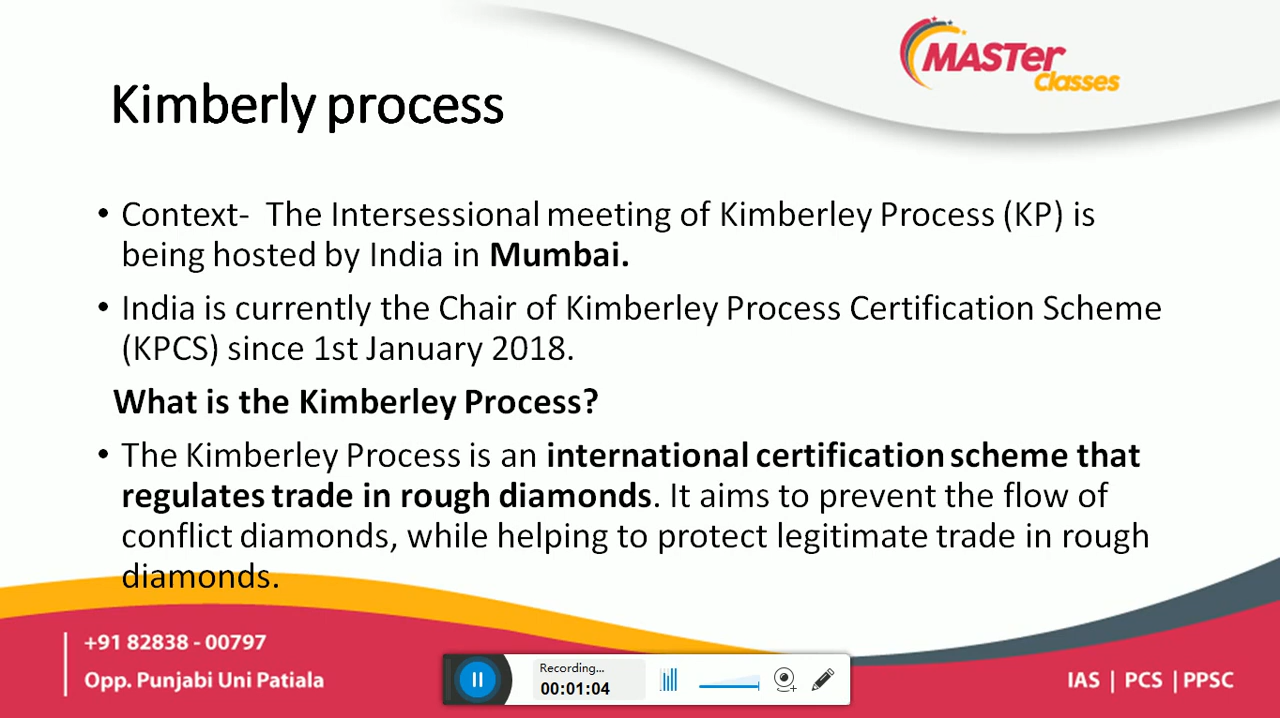 MASTer
Classes
Kimberly process
• Context-  The Intersessional meeting of Kimberley Process (KP) is
being hosted by India in Mumbai.
• India is currently the Chair of Kimberley Process Certification Scheme
(KPCS) since 1st January 2018.
What is the Kimberley Process?
• The Kimberley Process is an international certification scheme that
regulates trade in rough diamonds. It aims to prevent the flow of
conflict diamonds, while helping to protect legitimate trade in rough
diamonds.
+91 82838 - 00797
Opp. Punjabi Uni Patiala
Recording...
00:01:04
IAS | PCS | PPSC